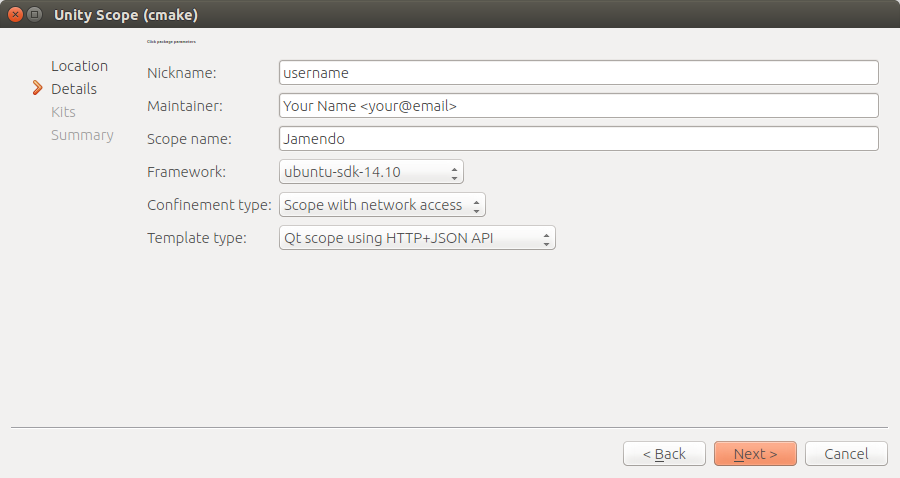 Unity Scope (cmake)
Click package parameters
Location
Details
Kits
Summary
Nickname: username
Maintainer: Your Name <your@email>
Scope name: Jamendo
Framework: ubuntu-sdk-14.10
Confinement type: Scope with network access
Template type: Qt scope using HTTP+JSON API
< Back Next > Cancel